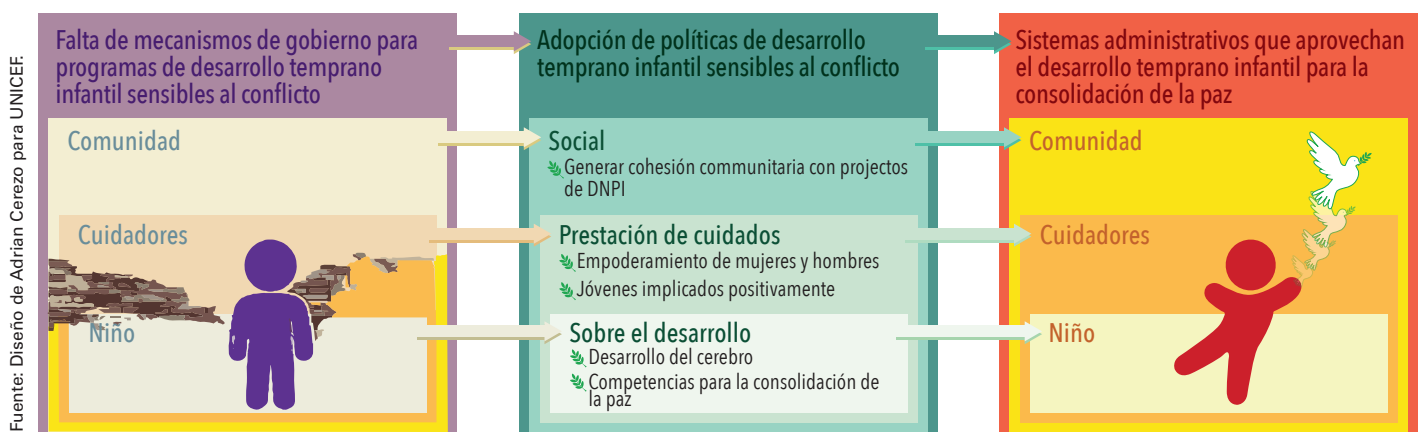 Fuente: Diseño de Adrian Cerezo para UNICEF.
Falta de mecanismos de gobierno para
programas de desarrollo temprano
infantil sensibles al conflicto
Comunidad
Cuidadores
Niño
Adopción de políticas de desarrollo
temprano infantil sensibles al conflicto
Social
Generar cohesión communitaria con projectos
de DNPI
Prestación de cuidados
Empoderamiento de mujeres y hombres
Jóvenes implicados positivamente
Sobre el desarrollo
Desarrollo del cerebro
Competencias para la consolidación de
la paz
Sistemas administrativos que aprovechan
el desarrollo temprano infantil para la
consolidación de la paz
Comunidad
Cuidadores
Niño